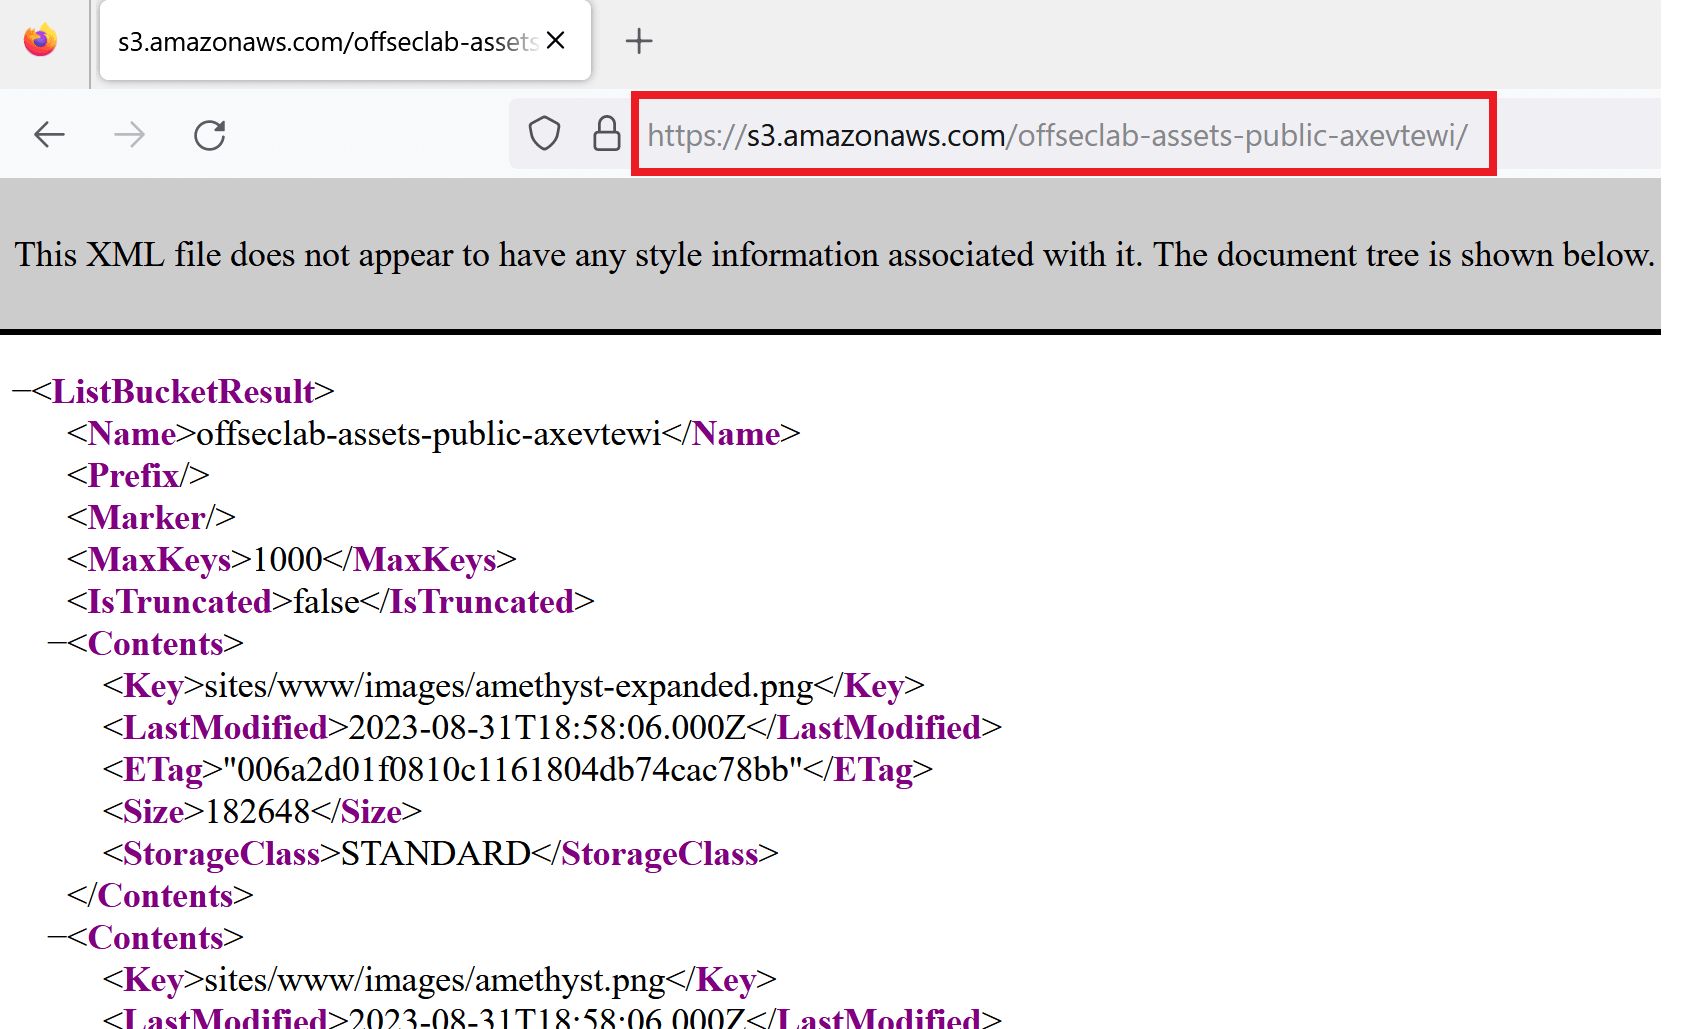 s3.amazonaws.com/offseclab-assets
https://s3.amazonaws.com/offseclab-assets-public-axevtewi/
This XML file does not appear to have any style information associated with it. The document tree is shown below.
−<ListBucketResult>
<Name>offseclab-assets-public-axevtewi</Name>
<Prefix/>
<Marker/>
<MaxKeys>1000</MaxKeys>
<IsTruncated>false</IsTruncated>
−<Contents>
<Key>sites/www/images/amethyst-expanded.png</Key>
<LastModified>2023-08-31T18:58:06.000Z</LastModified>
<ETag>"006a2d01f0810c1161804db74cac78bb"</ETag>
<Size>182648</Size>
<StorageClass>STANDARD</StorageClass>
</Contents>
−<Contents>
<Key>sites/www/images/amethyst.png</Key>
<LastModified>2023-08-31T18:58:06.000Z</LastModified>